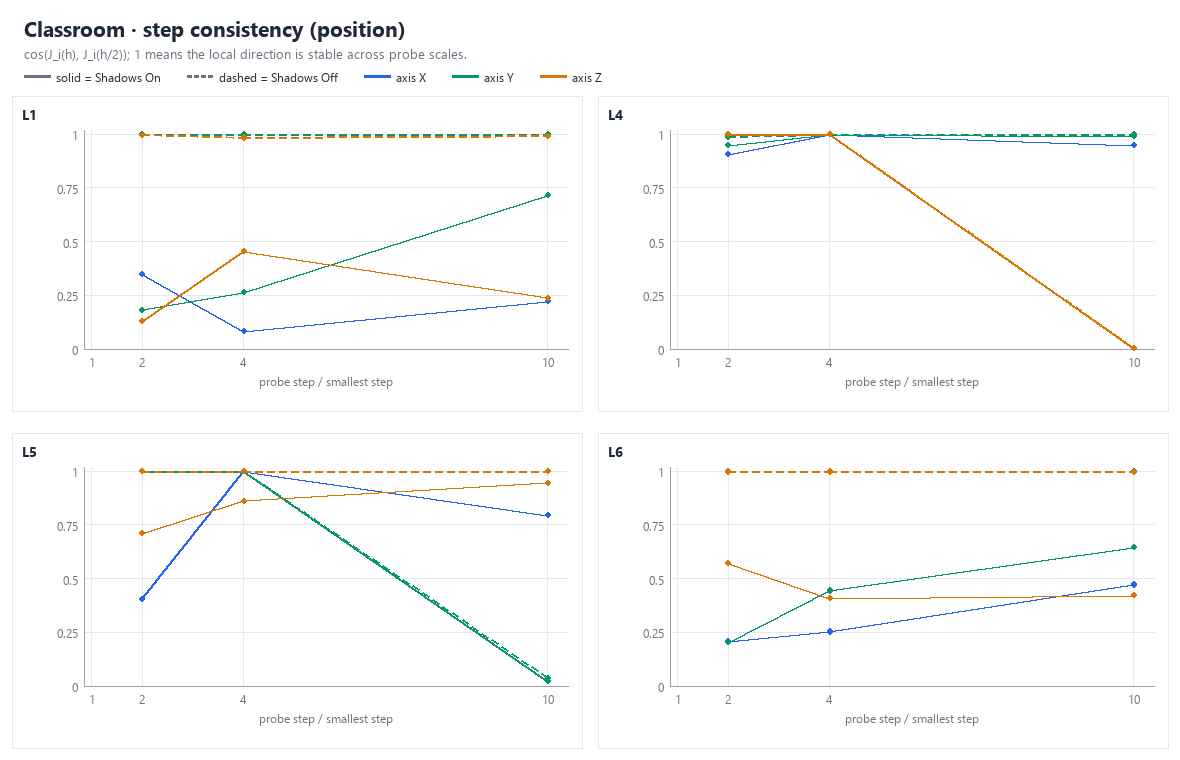 Classroom · step consistency (position)
cos(J_i(h), J_i(h/2)); 1 means the local direction is stable across probe scales.
solid = Shadows On dashed = Shadows Off axis X axis Y axis Z
L1
1
0.75
0.5
0.25
0
1 2 4 10
probe step / smallest step
L4
1
0.75
0.5
0.25
0
1 2 4 10
probe step / smallest step
L5
1
0.75
0.5
0.25
0
1 2 4 10
probe step / smallest step
L6
1
0.75
0.5
0.25
0
1 2 4 10
probe step / smallest step